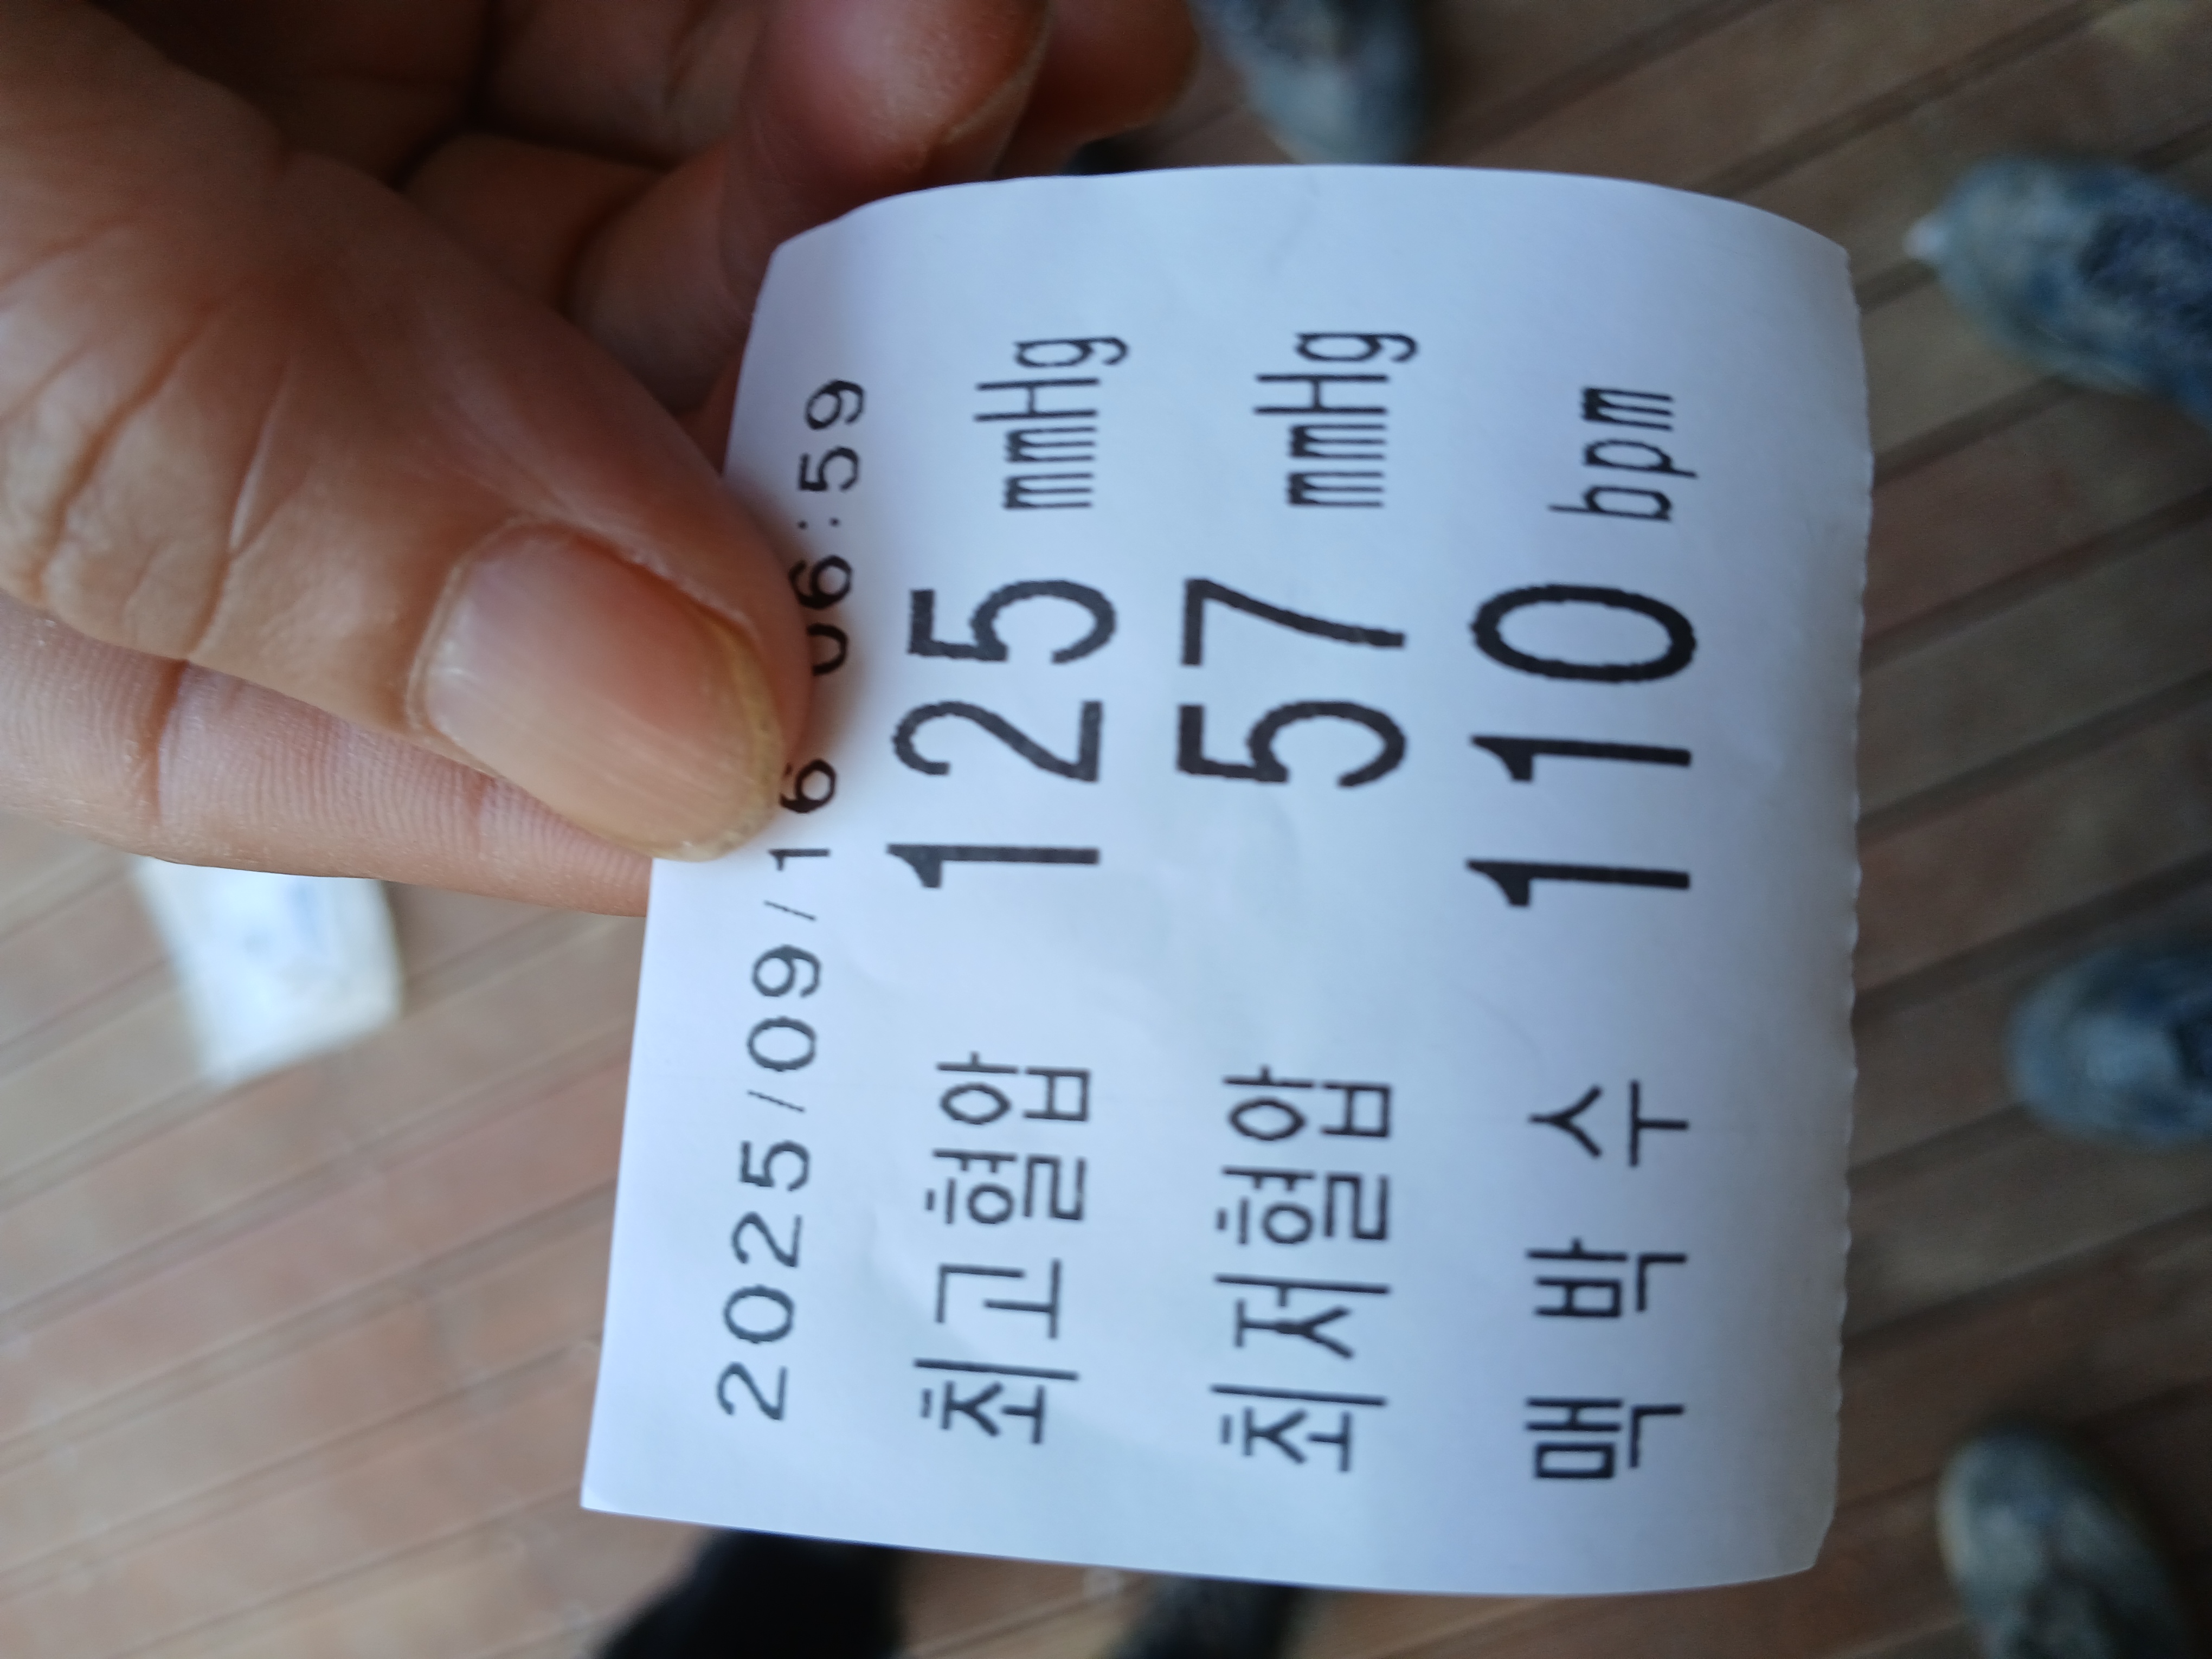 2025/09/16 06:59
최고혈압 125 mmHg
최저혈압 57 mmHg
맥박수 110 bpm